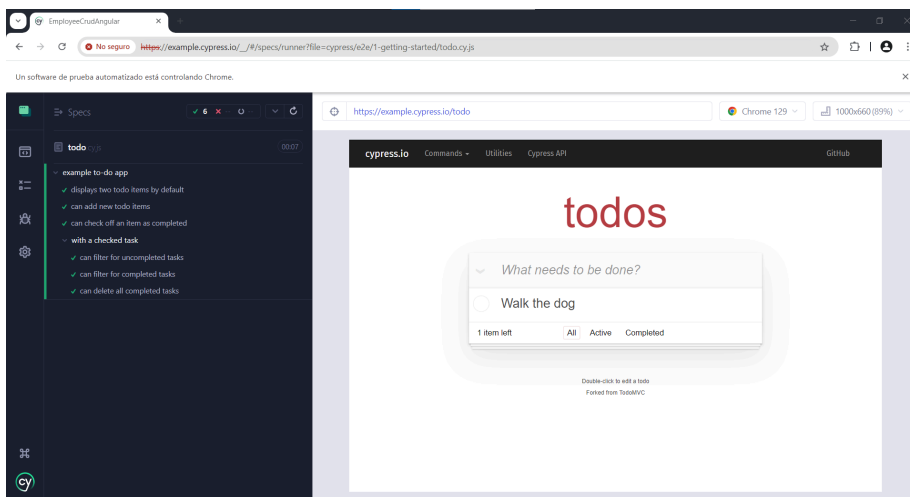 EmployeeCrudAngular
No seguro https://example.cypress.io/__/#/specs/runner?file=cypress/e2e/1-getting-started/todo.cy.js
Un software de prueba automatizado está controlando Chrome.
Specs
6
https://example.cypress.io/todo
Chrome 129
1000x660 (89%)
todo cy.js
00:07
example to-do app
displays two todo items by default
can add new todo items
can check off an item as completed
with a checked task
can filter for uncompleted tasks
can filter for completed tasks
can delete all completed tasks
cy
cypress.io Commands Utilities Cypress API GitHub
todos
What needs to be done?
Walk the dog
1 item left All Active Completed
Double-click to edit a todo
Forked from TodoMVC